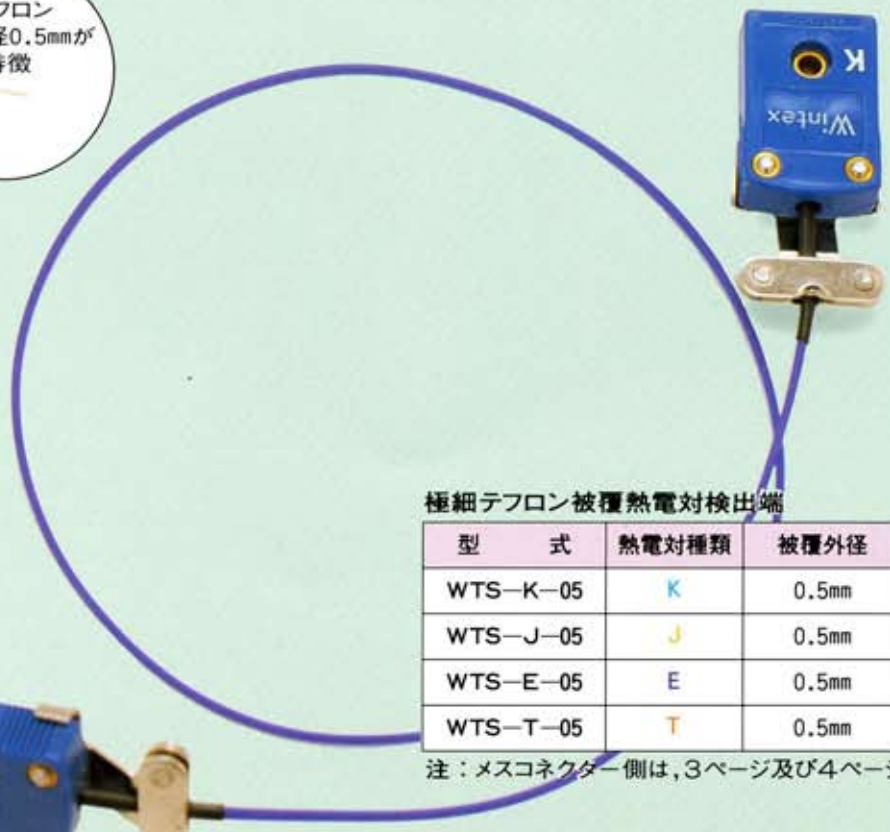 フロン
径0.5mmが
特徴
K
Wintex
極細テフロン被覆熱電対検出端
型 式 熱電対種類 被覆外径
WTS-K-05 K 0.5mm
WTS-J-05 J 0.5mm
WTS-E-05 E 0.5mm
WTS-T-05 T 0.5mm
注：メスコネクター側は,3ページ及び4ページ